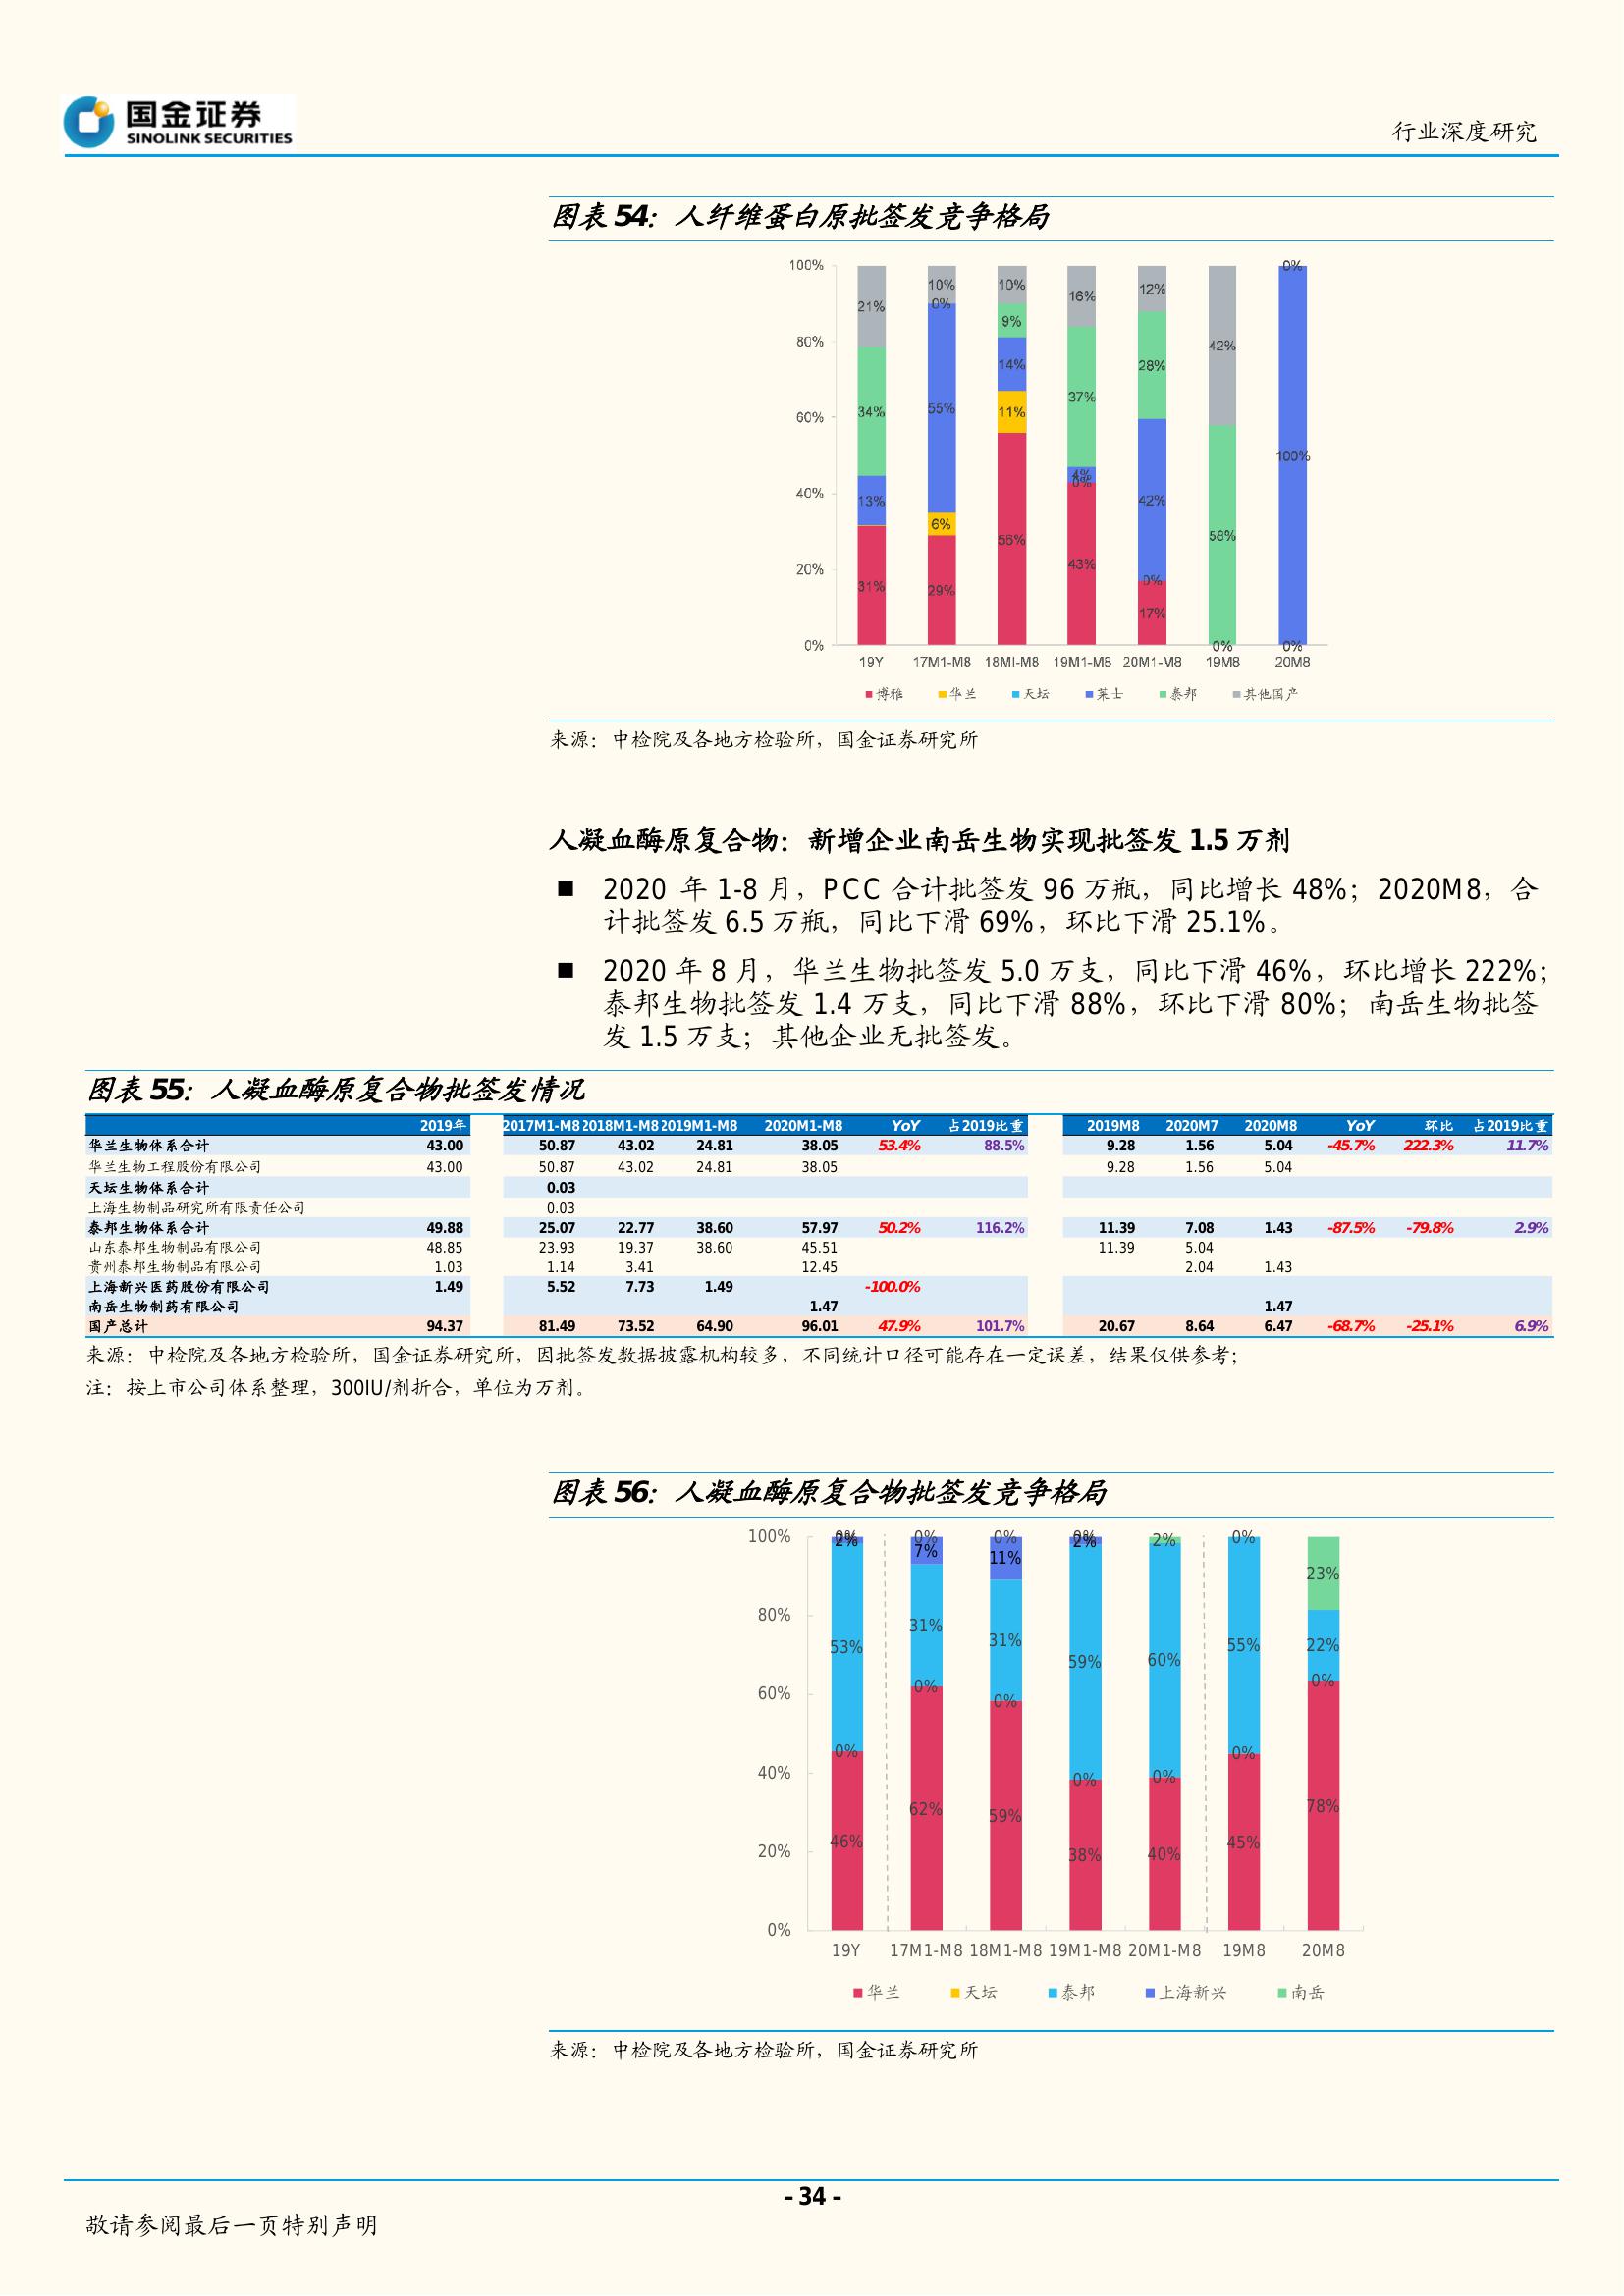 国金证券
SINOLINK SECURITIES
行业深度研究
图表 54：人纤维蛋白原批签发竞争格局
100%
80%
60%
40%
20%
0%
21%
34%
13%
31%
10%
0%
55%
6%
29%
10%
9%
14%
11%
56%
16%
37%
4%
0%
43%
12%
28%
42%
0%
17%
42%
58%
0%
0%
100%
0%
19Y 17M1-M8 18MI-M8 19M1-M8 20M1-M8 19M8 20M8
博雅 华兰 天坛 莱士 泰邦 其他国产
来源：中检院及各地方检验所，国金证券研究所
人凝血酶原复合物：新增企业南岳生物实现批签发 1.5 万剂
■ 2020 年 1-8 月，PCC 合计批签发 96 万瓶，同比增长 48%；2020M8，合
计批签发 6.5 万瓶，同比下滑 69%，环比下滑 25.1%。
■ 2020 年 8 月，华兰生物批签发 5.0 万支，同比下滑 46%，环比增长 222%；
泰邦生物批签发 1.4 万支，同比下滑 88%，环比下滑 80%；南岳生物批签
发 1.5 万支；其他企业无批签发。
图表 55：人凝血酶原复合物批签发情况
2019年 2017M1-M8 2018M1-M8 2019M1-M8 2020M1-M8 YoY 占2019比重 2019M8 2020M7 2020M8 YoY 环比 占2019比重
华兰生物体系合计 43.00 50.87 43.02 24.81 38.05 53.4% 88.5% 9.28 1.56 5.04 -45.7% 222.3% 11.7%
华兰生物工程股份有限公司 43.00 50.87 43.02 24.81 38.05 9.28 1.56 5.04
天坛生物体系合计 0.03
上海生物制品研究所有限责任公司 0.03
泰邦生物体系合计 49.88 25.07 22.77 38.60 57.97 50.2% 116.2% 11.39 7.08 1.43 -87.5% -79.8% 2.9%
山东泰邦生物制品有限公司 48.85 23.93 19.37 38.60 45.51 11.39 5.04
贵州泰邦生物制品有限公司 1.03 1.14 3.41 12.45 2.04 1.43
上海新兴医药股份有限公司 1.49 5.52 7.73 1.49 -100.0%
南岳生物制药有限公司 1.47 1.47
国产总计 94.37 81.49 73.52 64.90 96.01 47.9% 101.7% 20.67 8.64 6.47 -68.7% -25.1% 6.9%
来源：中检院及各地方检验所，国金证券研究所，因批签发数据披露机构较多，不同统计口径可能存在一定误差，结果仅供参考；
注：按上市公司体系整理，300IU/剂折合，单位为万剂。
图表 56：人凝血酶原复合物批签发竞争格局
100%
80%
60%
40%
20%
0%
0%
2%
53%
0%
46%
0%
7%
31%
0%
62%
0%
11%
31%
0%
59%
0%
2%
59%
0%
38%
2%
60%
0%
40%
0%
55%
0%
45%
23%
22%
0%
78%
19Y 17M1-M8 18M1-M8 19M1-M8 20M1-M8 19M8 20M8
华兰 天坛 泰邦 上海新兴 南岳
来源：中检院及各地方检验所，国金证券研究所
- 34 -
敬请参阅最后一页特别声明